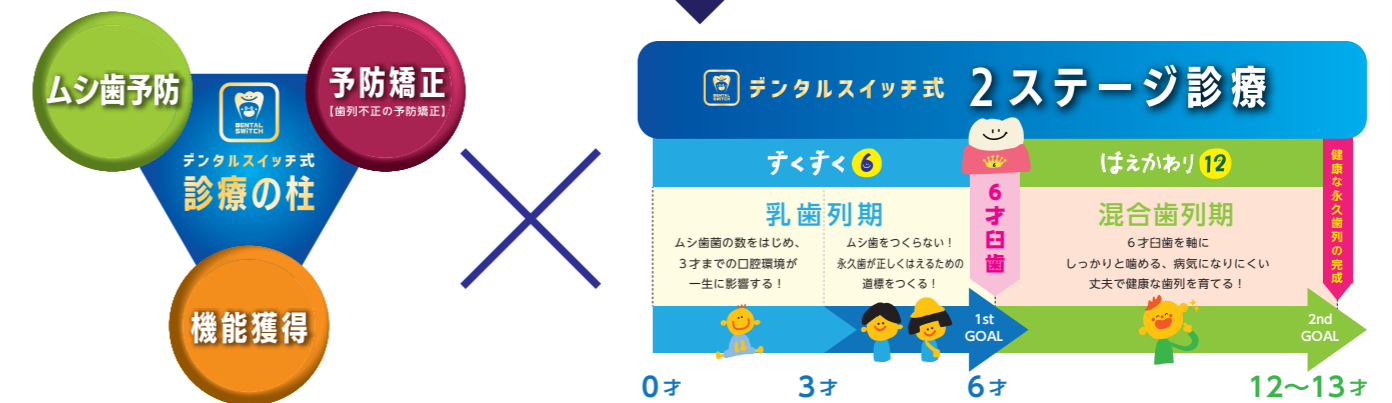 ムシ歯予防
予防矯正
【歯列不正の予防矯正】
DENTAL
SWiTCH
デンタルスイッチ式
診療の柱
機能獲得
DENTAL
SWiTCH
デンタルスイッチ式 2ステージ診療
すくすく6
はえかわり12
6才臼歯
健康な永久歯列の完成
乳歯列期
ムシ歯菌の数をはじめ、
3才までの口腔環境が
一生に影響する!
ムシ歯をつくらない!
永久歯が正しくはえるための
道標をつくる!
混合歯列期
6才臼歯を軸に
しっかりと噛める、病気になりにくい
丈夫で健康な歯列を育てる!
1st
GOAL
2nd
GOAL
0才
3才
6才
12〜13才